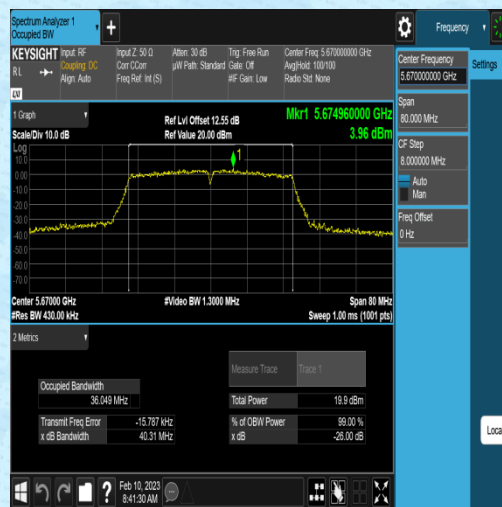 Spectrum Analyzer 1
Occupied BW
Frequency
KEYSIGHT
RL
LXI
Input: RF
Coupling: DC
Align: Auto
Input Z: 50 Ω
Corr CCorr
Freq Ref: Int (S)
Atten: 30 dB
µW Path: Standard
Trig: Free Run
Gate: Off
#IF Gain: Low
Center Freq: 5.670000000 GHz
Avg|Hold: 100/100
Radio Std: None
Center Frequency
5.670000000 GHz
Settings
Span
80.000 MHz
CF Step
8.000000 MHz
Auto
Man
Freq Offset
0 Hz
1 Graph
Scale/Div 10.0 dB
Ref Lvl Offset 12.55 dB
Ref Value 20.00 dBm
Mkr1 5.674960000 GHz
3.96 dBm
Log
10.0
0.00
-10.0
-20.0
-30.0
-40.0
-50.0
-60.0
-70.0
1
Center 5.67000 GHz
#Res BW 430.00 kHz
#Video BW 1.3000 MHz
Span 80 MHz
Sweep 1.00 ms (1001 pts)
2 Metrics
Measure Trace
Trace 1
Occupied Bandwidth
36.049 MHz
Total Power
19.9 dBm
Transmit Freq Error
-15.787 kHz
% of OBW Power
99.00 %
x dB Bandwidth
40.31 MHz
x dB
-26.00 dB
Loca
?
Feb 10, 2023
8:41:30 AM